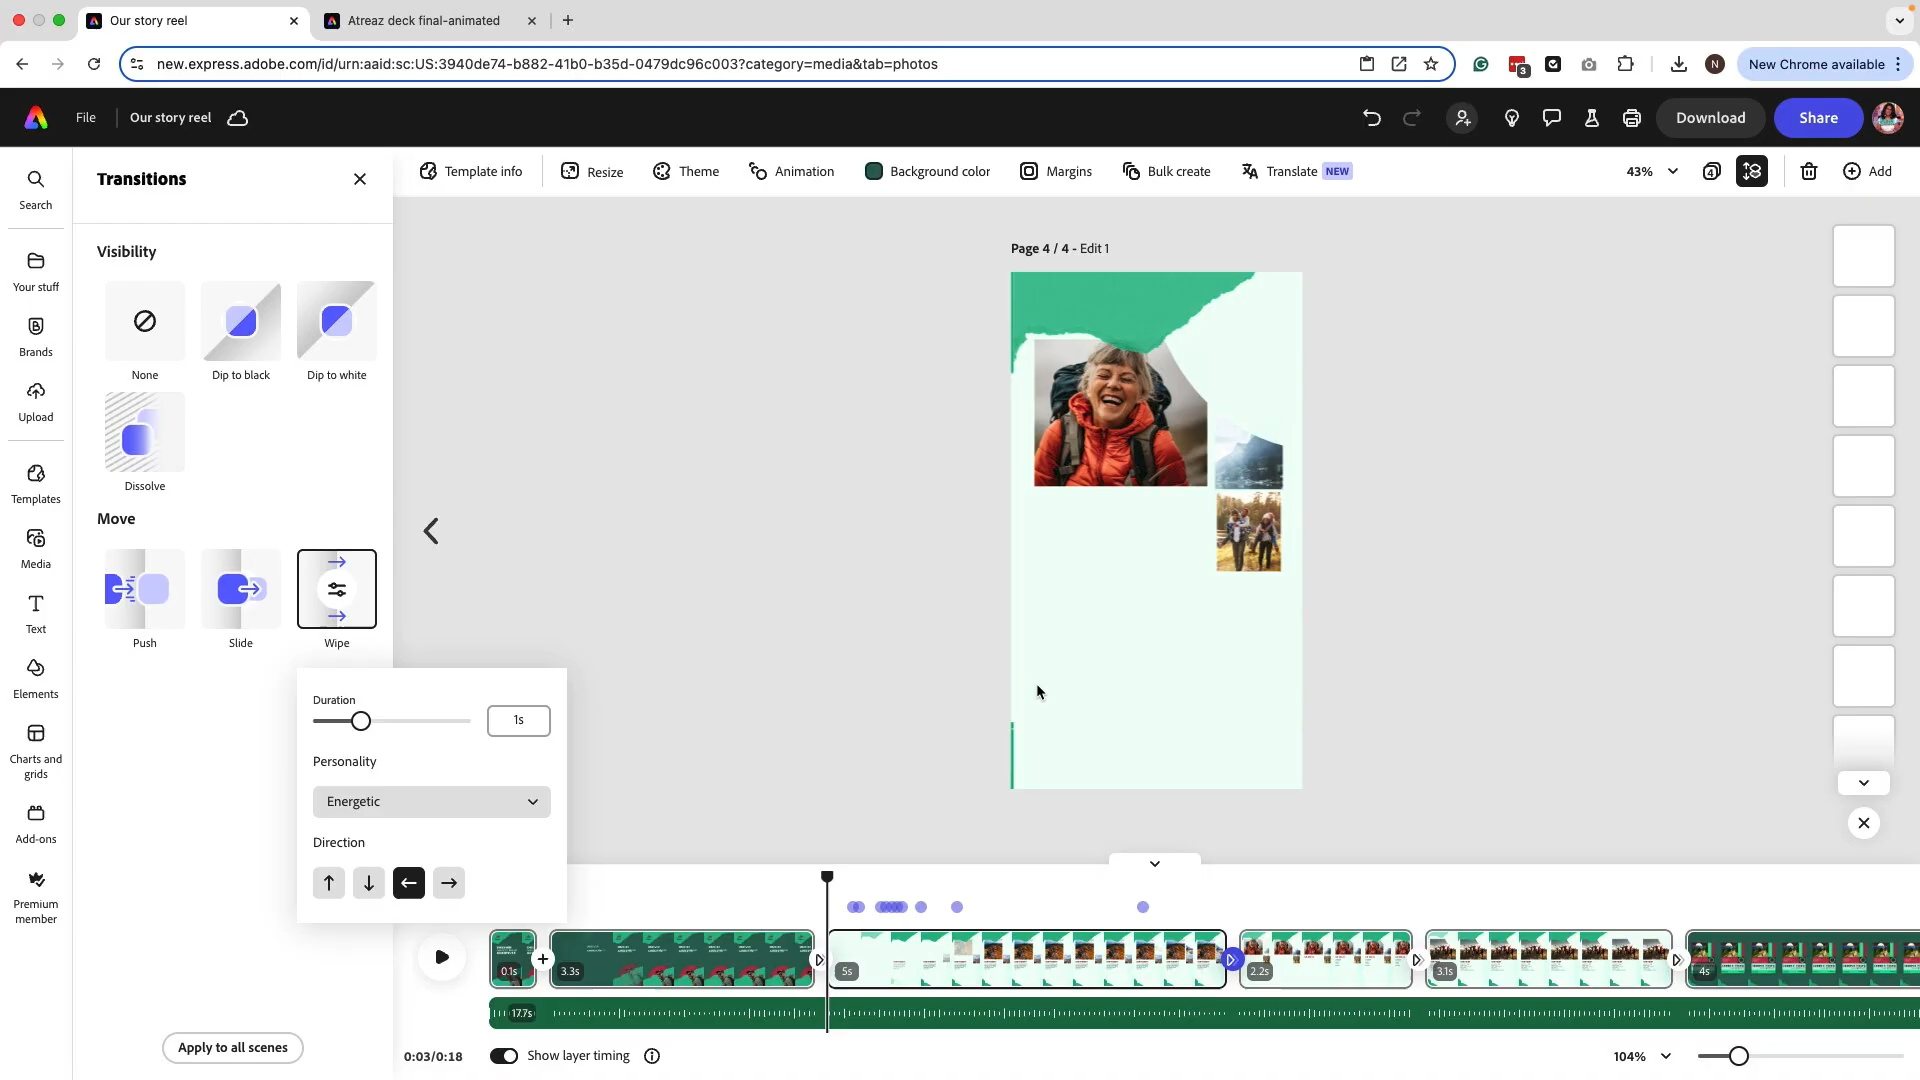 Our story reel
Atreaz deck final-animated
new.express.adobe.com/id/urn:aaid:sc:US:3940de74-b882-41b0-b35d-0479dc96c003?category=media&tab=photos
3
N
New Chrome available
File
Our story reel
Download
Share
Search
Your stuff
Brands
Upload
Templates
Media
Text
Elements
Charts and
grids
Add-ons
Premium
member
Transitions
Visibility
None
Dip to black
Dip to white
Dissolve
Move
Push
Slide
Wipe
Duration
1s
Personality
Energetic
Direction
Apply to all scenes
Template info
Resize
Theme
Animation
Background color
Margins
Bulk create
Translate
NEW
43%
4
Add
Page 4 / 4 - Edit 1
0.1s
3.3s
5s
2.2s
3.1s
4s
17.7s
0:03/0:18
Show layer timing
104%